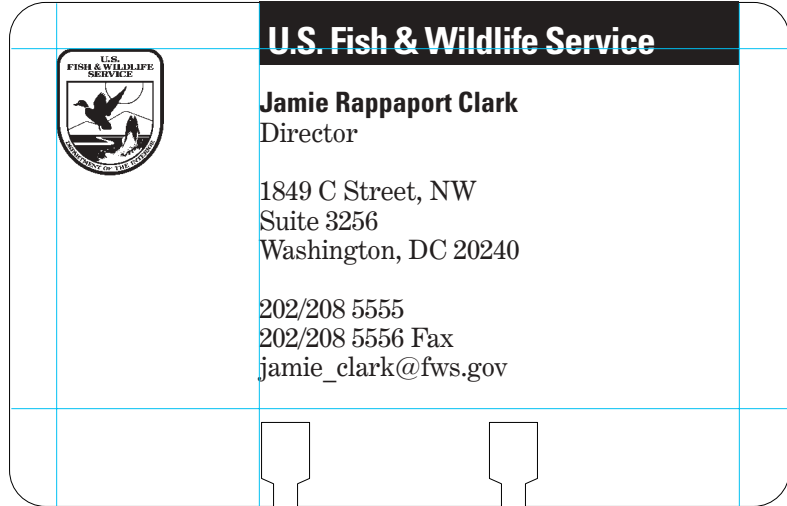 U.S. Fish & Wildlife Service
U.S.
FISH & WILDLIFE
SERVICE
DEPARTMENT OF THE INTERIOR
Jamie Rappaport Clark
Director
1849 C Street, NW
Suite 3256
Washington, DC 20240
202/208 5555
202/208 5556 Fax
jamie_clark@fws.gov